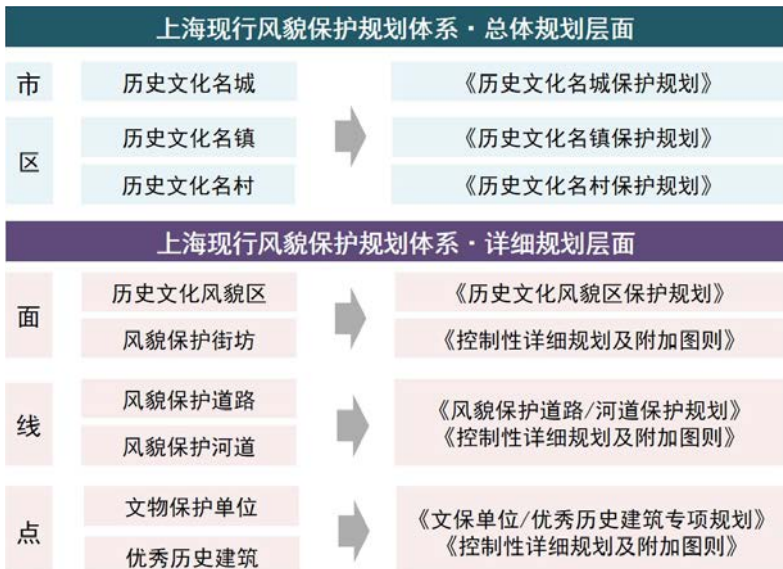 上海现行风貌保护规划体系·总体规划层面
市
历史文化名城
《历史文化名城保护规划》
区
历史文化名镇
《历史文化名镇保护规划》
历史文化名村
《历史文化名村保护规划》
上海现行风貌保护规划体系·详细规划层面
面
历史文化风貌区
《历史文化风貌区保护规划》
风貌保护街坊
《控制性详细规划及附加图则》
线
风貌保护道路
风貌保护河道
《风貌保护道路/河道保护规划》
《控制性详细规划及附加图则》
点
文物保护单位
优秀历史建筑
《文保单位/优秀历史建筑专项规划》
《控制性详细规划及附加图则》